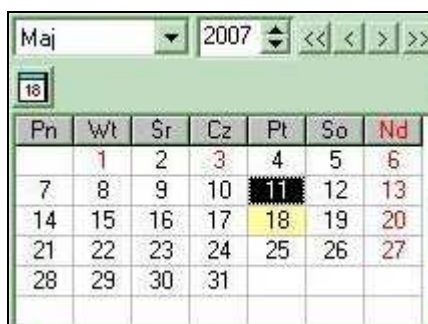 Maj 2007 << < > >>
18
Pn Wt Śr Cz Pt So Nd
1 2 3 4 5 6
7 8 9 10 11 12 13
14 15 16 17 18 19 20
21 22 23 24 25 26 27
28 29 30 31